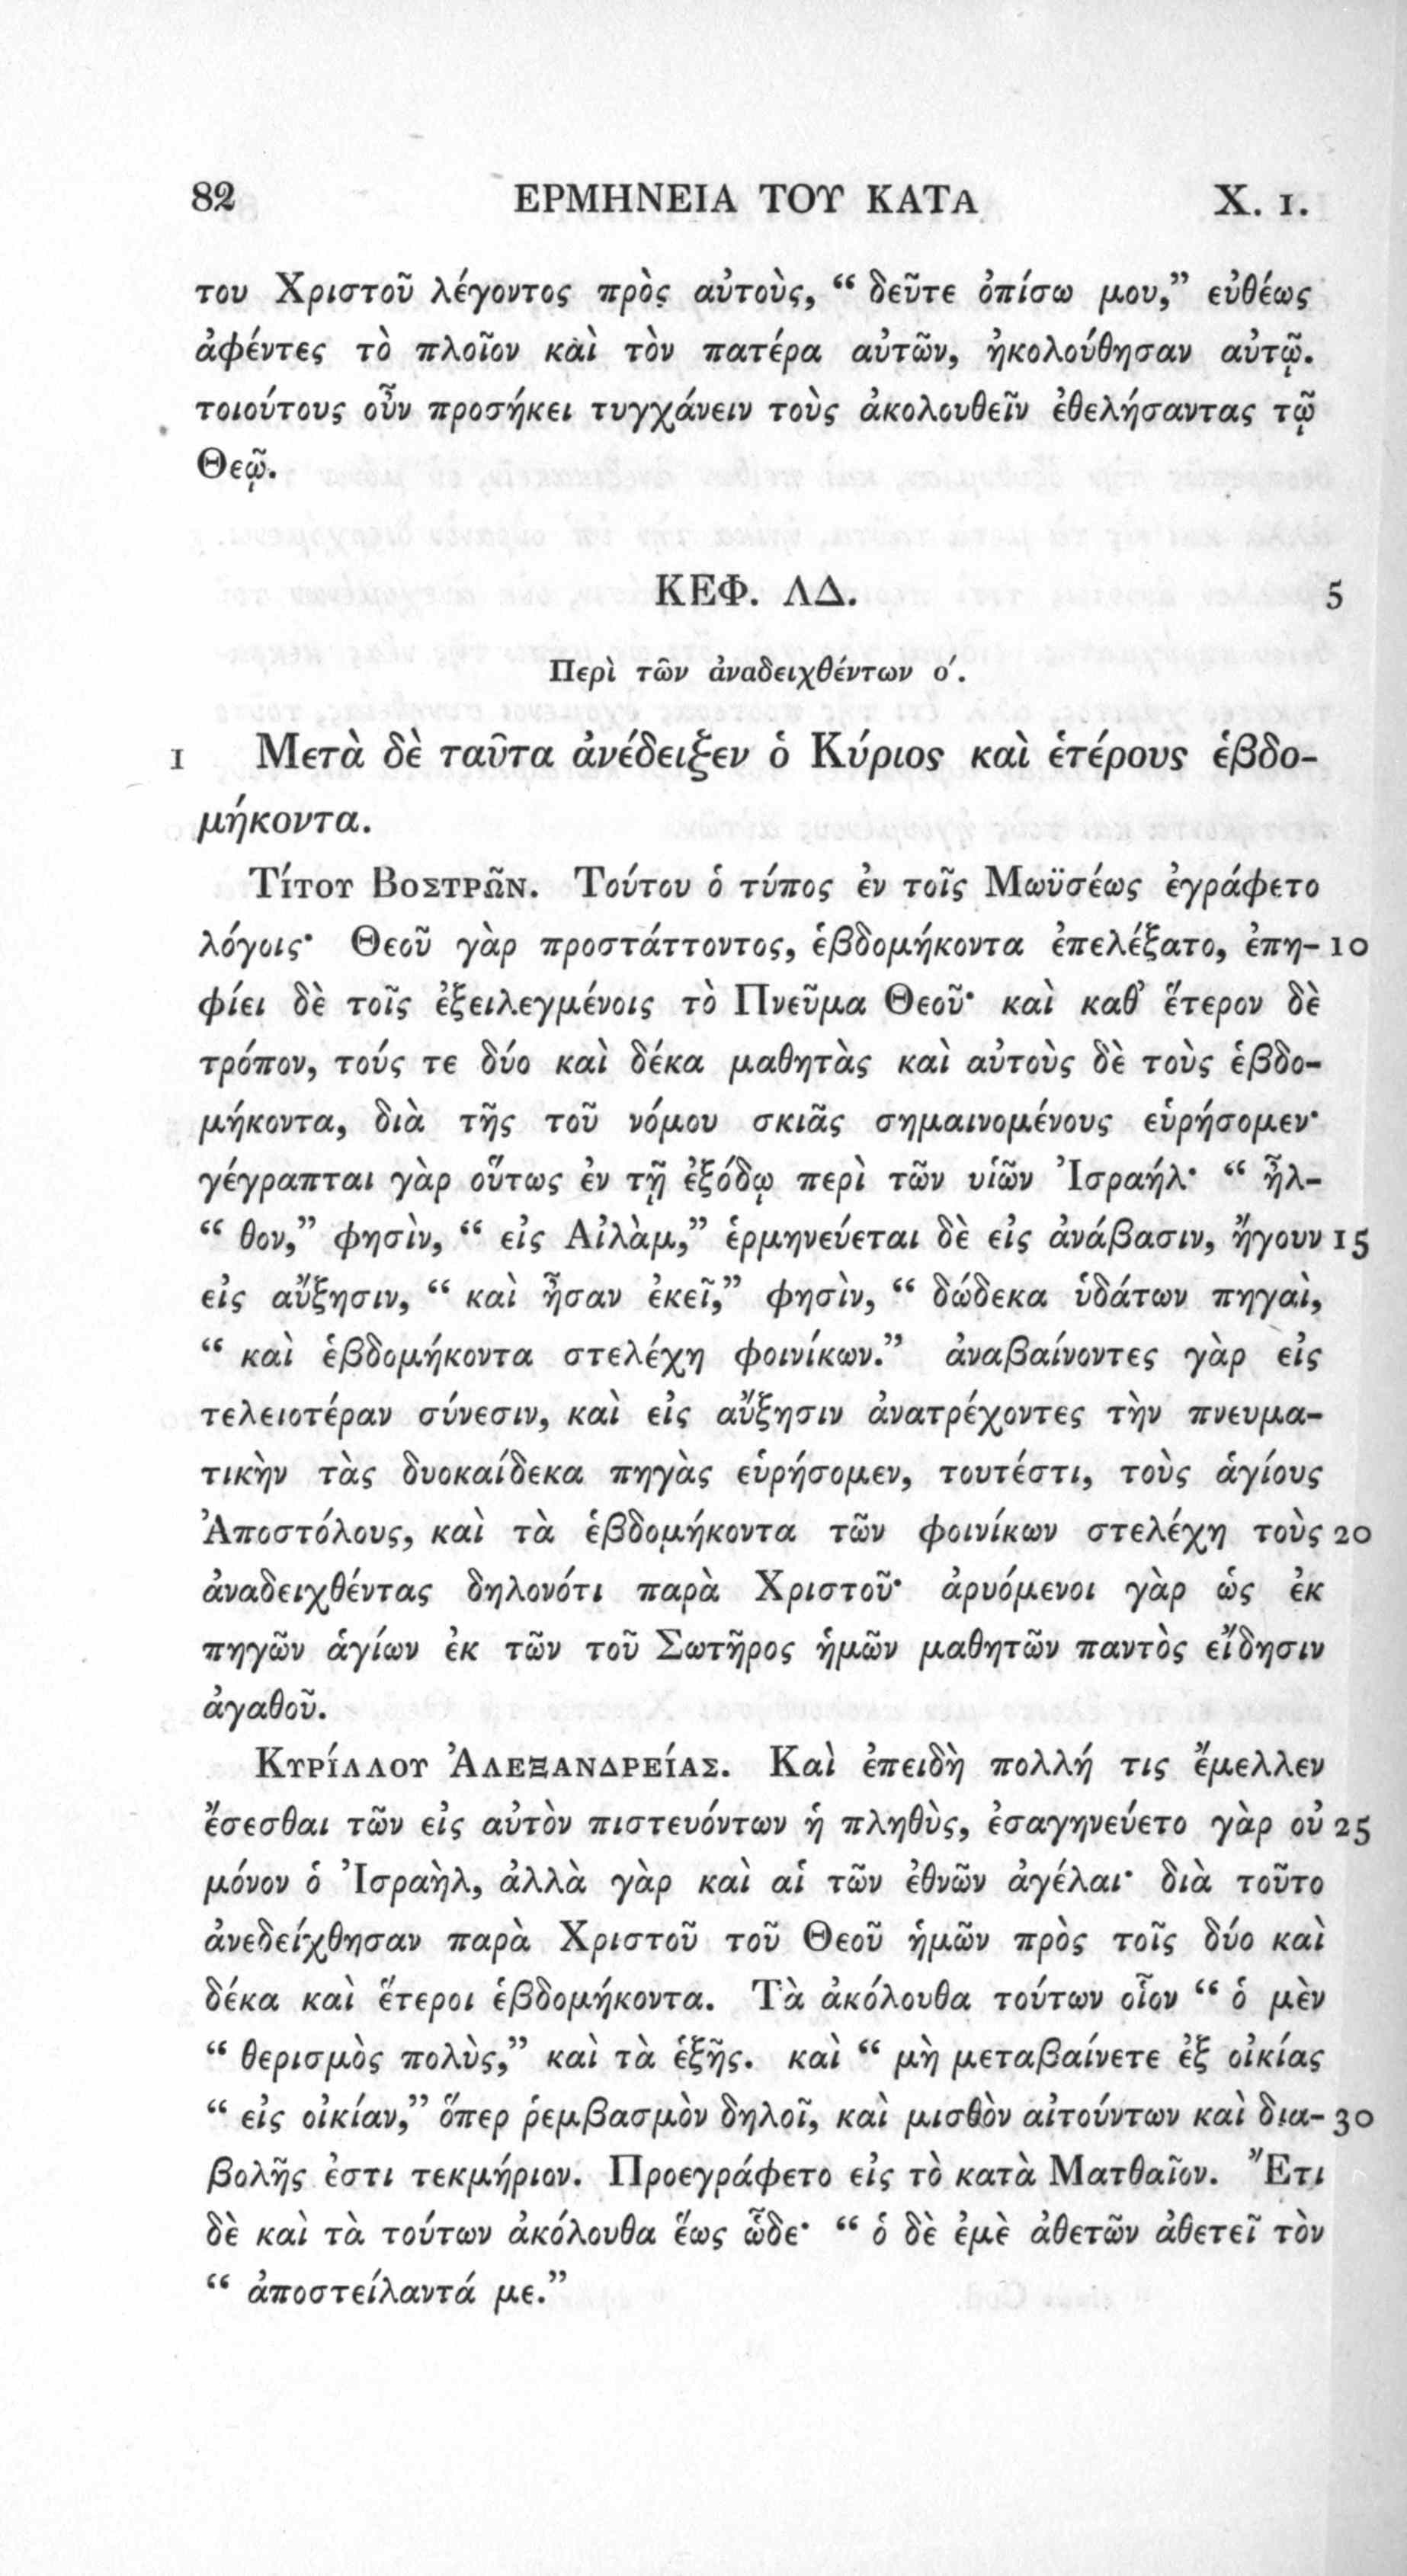 82 ΕΡΜΗΝΕΙΑ ΤΟΥ ΚΑΤΑ X. 1.
του Χριστοῦ λέγοντος πρὸς αὐτοὺς, “ δεῦτε ὀπίσω μου,” εὐθέως
ἀφέντες τὸ πλοῖον καὶ τὸν πατέρα αὐτῶν, ἠκολούθησαν αὐτῷ.
τοιούτους οὖν προσήκει τυγχάνειν τοὺς ἀκολουθεῖν ἐθελήσαντας τῷ
Θεῷ.
ΚΕΦ. ΛΔ. 5
Περὶ τῶν ἀναδειχθέντων ο΄.
1 Μετὰ δὲ ταῦτα ἀνέδειξεν ὁ Κύριος καὶ ἑτέρους ἑβδο-
μήκοντα.
Τίτου Βοστρῶν. Τούτου ὁ τύπος ἐν τοῖς Μωϋσέως ἐγράφετο
λόγοις· Θεοῦ γὰρ προστάττοντος, ἑβδομήκοντα ἐπελέξατο, ἐπη- 10
φίει δὲ τοῖς ἐξειλεγμένοις τὸ Πνεῦμα Θεοῦ· καὶ καθ’ ἕτερον δὲ
τρόπον, τούς τε δύο καὶ δέκα μαθητὰς καὶ αὐτοὺς δὲ τοὺς ἑβδο-
μήκοντα, διὰ τῆς τοῦ νόμου σκιᾶς σημαινομένους εὑρήσομεν·
γέγραπται γὰρ οὕτως ἐν τῇ ἐξόδῳ περὶ τῶν υἱῶν Ἰσραήλ· “ ἦλ-
“ θον,” φησὶν, “ εἰς Αἰλὰμ,” ἑρμηνεύεται δὲ εἰς ἀνάβασιν, ἤγουν 15
εἰς αὔξησιν, “ καὶ ἦσαν ἐκεῖ,” φησὶν, “ δώδεκα ὑδάτων πηγαὶ,
“ καὶ ἑβδομήκοντα στελέχη φοινίκων.” ἀναβαίνοντες γὰρ εἰς
τελειοτέραν σύνεσιν, καὶ εἰς αὔξησιν ἀνατρέχοντες τὴν πνευμα-
τικὴν τὰς δυοκαίδεκα πηγὰς εὑρήσομεν, τουτέστι, τοὺς ἁγίους
Ἀποστόλους, καὶ τὰ ἑβδομήκοντα τῶν φοινίκων στελέχη τοὺς 20
ἀναδειχθέντας δηλονότι παρὰ Χριστοῦ· ἀρυόμενοι γὰρ ὡς ἐκ
πηγῶν ἁγίων ἐκ τῶν τοῦ Σωτῆρος ἡμῶν μαθητῶν παντὸς εἴδησιν
ἀγαθοῦ.
Κυρίλλου Ἀλεξανδρείας. Καὶ ἐπειδὴ πολλή τις ἔμελλεν
ἔσεσθαι τῶν εἰς αὐτὸν πιστευόντων ἡ πληθὺς, ἐσαγηνεύετο γὰρ οὐ 25
μόνον ὁ Ἰσραὴλ, ἀλλὰ γὰρ καὶ αἱ τῶν ἐθνῶν ἀγέλαι· διὰ τοῦτο
ἀνεδείχθησαν παρὰ Χριστοῦ τοῦ Θεοῦ ἡμῶν πρὸς τοῖς δύο καὶ
δέκα καὶ ἕτεροι ἑβδομήκοντα. Τὰ ἀκόλουθα τούτων οἷον “ ὁ μὲν
“ θερισμὸς πολὺς,” καὶ τὰ ἑξῆς. καὶ “ μὴ μεταβαίνετε ἐξ οἰκίας
“ εἰς οἰκίαν,” ὅπερ ῥεμβασμὸν δηλοῖ, καὶ μισθὸν αἰτούντων καὶ δια- 30
βολῆς ἐστι τεκμήριον. Προεγράφετο εἰς τὸ κατὰ Ματθαῖον. Ἔτι
δὲ καὶ τὰ τούτων ἀκόλουθα ἕως ὧδε· “ ὁ δὲ ἐμὲ ἀθετῶν ἀθετεῖ τὸν
“ ἀποστείλαντά με.”